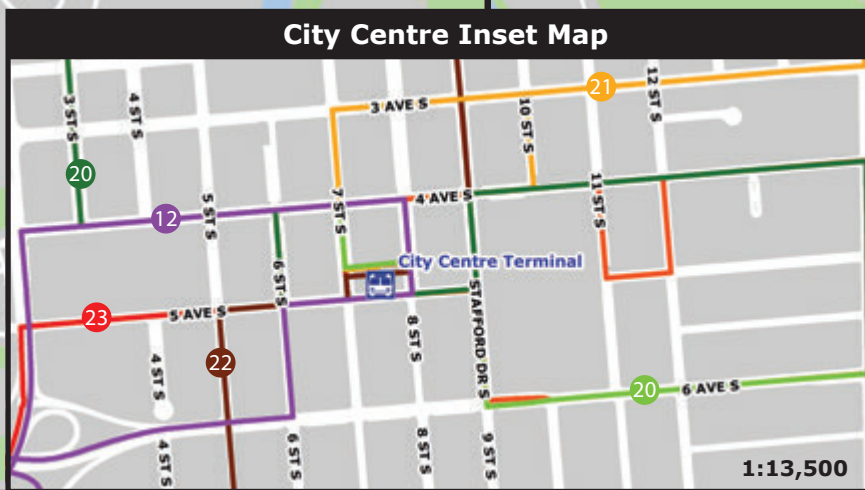 City Centre Inset Map
3 ST S
4 ST S
20
12
5 ST S
3 AVE S
21
10 ST S
12 ST S
7 ST S
4 AVE S
11 ST S
6 ST S
City Centre Terminal
23
5 AVE S
22
4 ST S
8 ST S
STAFFORD DR S
20
6 AVE S
4 ST S
6 ST S
8 ST S
9 ST S
1:13,500